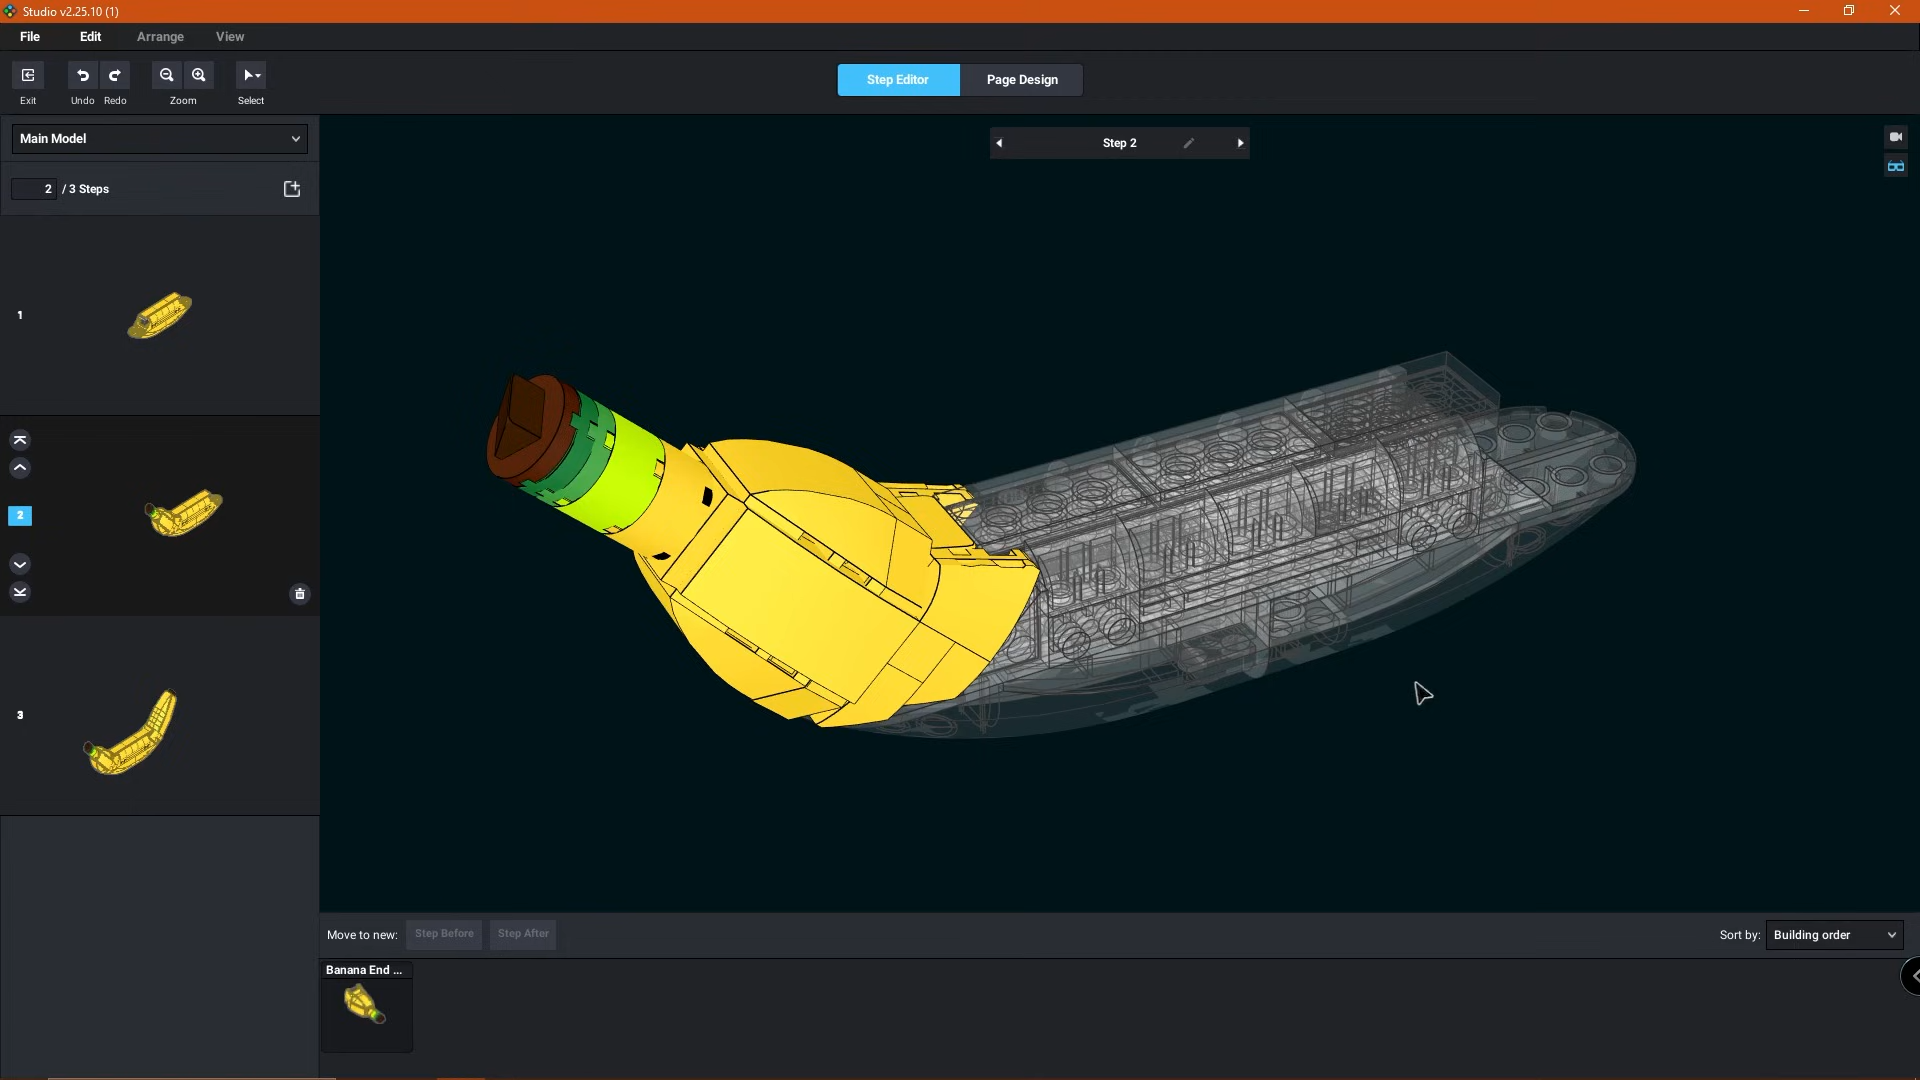 Studio v2.25.10 (1)
File Edit Arrange View
Exit Undo Redo Zoom Select
Step Editor Page Design
Main Model
Step 2
2 / 3 Steps
1
2
3
Move to new: Step Before Step After
Sort by: Building order
Banana End ...